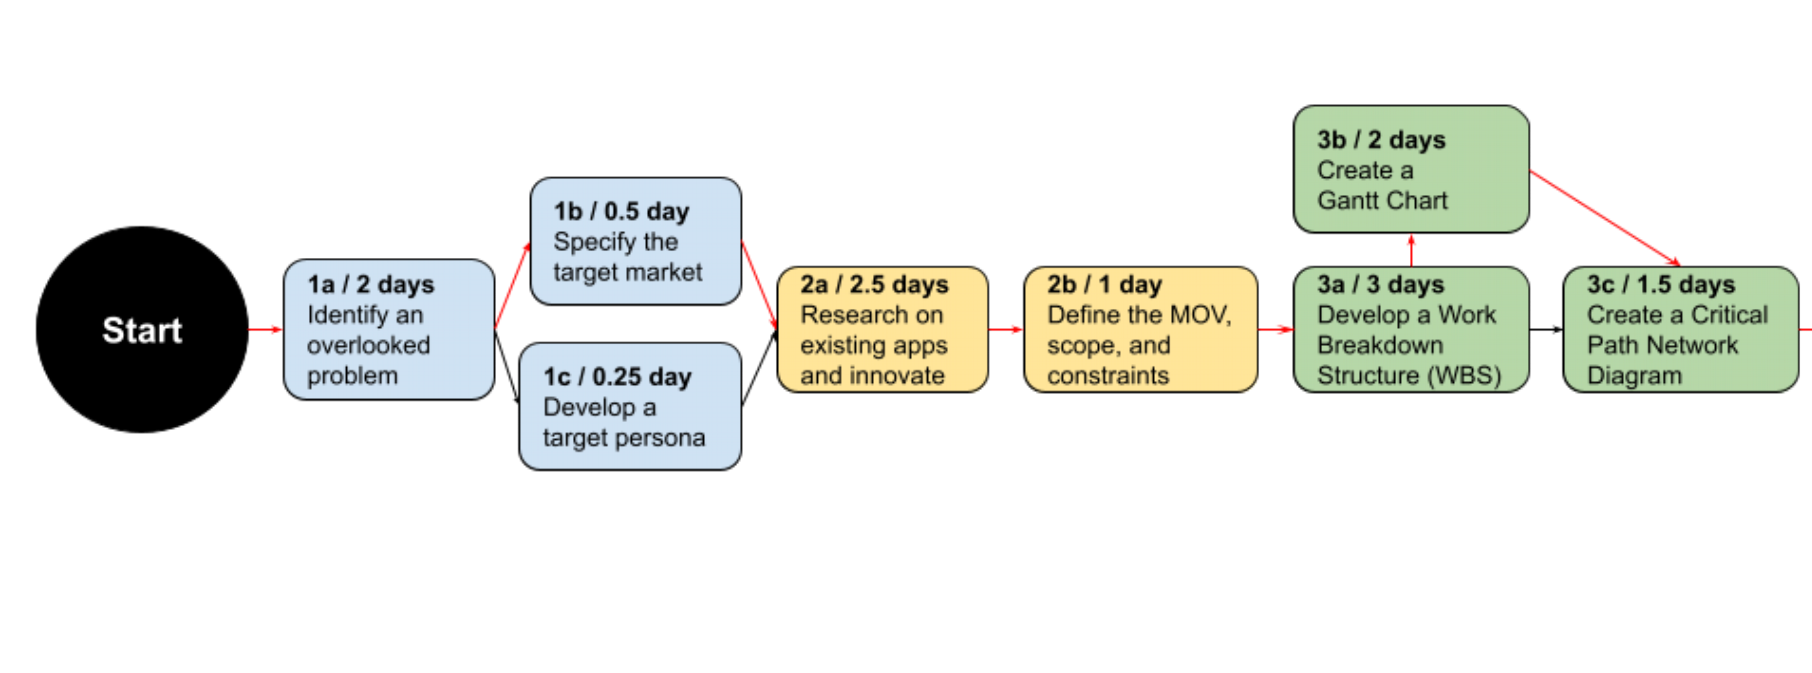 Start
1a / 2 days
Identify an
overlooked
problem
1b / 0.5 day
Specify the
target market
1c / 0.25 day
Develop a
target persona
2a / 2.5 days
Research on
existing apps
and innovate
2b / 1 day
Define the MOV,
scope, and
constraints
3a / 3 days
Develop a Work
Breakdown
Structure (WBS)
3b / 2 days
Create a
Gantt Chart
3c / 1.5 days
Create a Critical
Path Network
Diagram